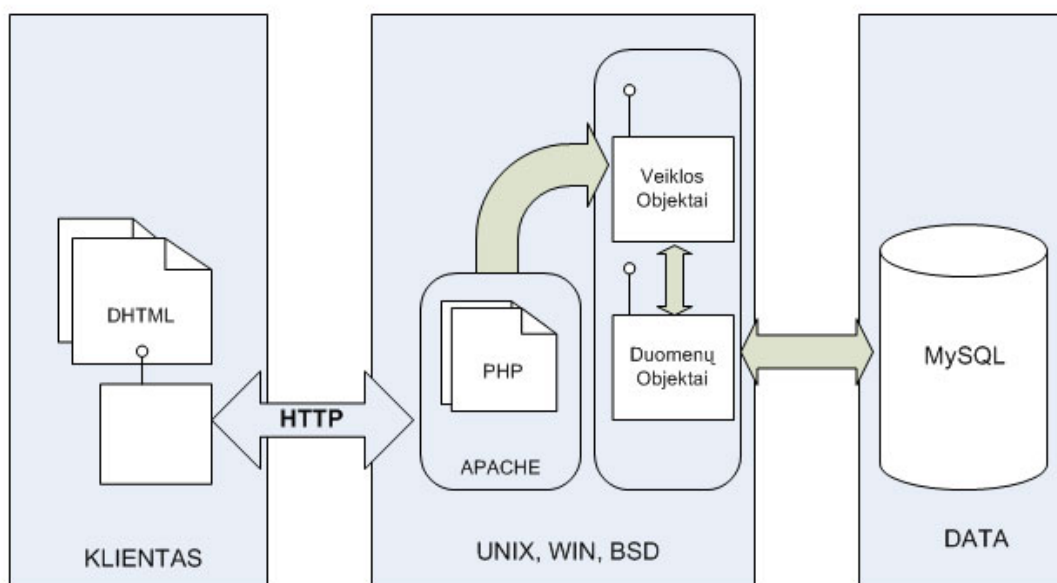 DHTML
KLIENTAS
HTTP
PHP
APACHE
Veiklos
Objektai
Duomenų
Objektai
UNIX, WIN, BSD
MySQL
DATA